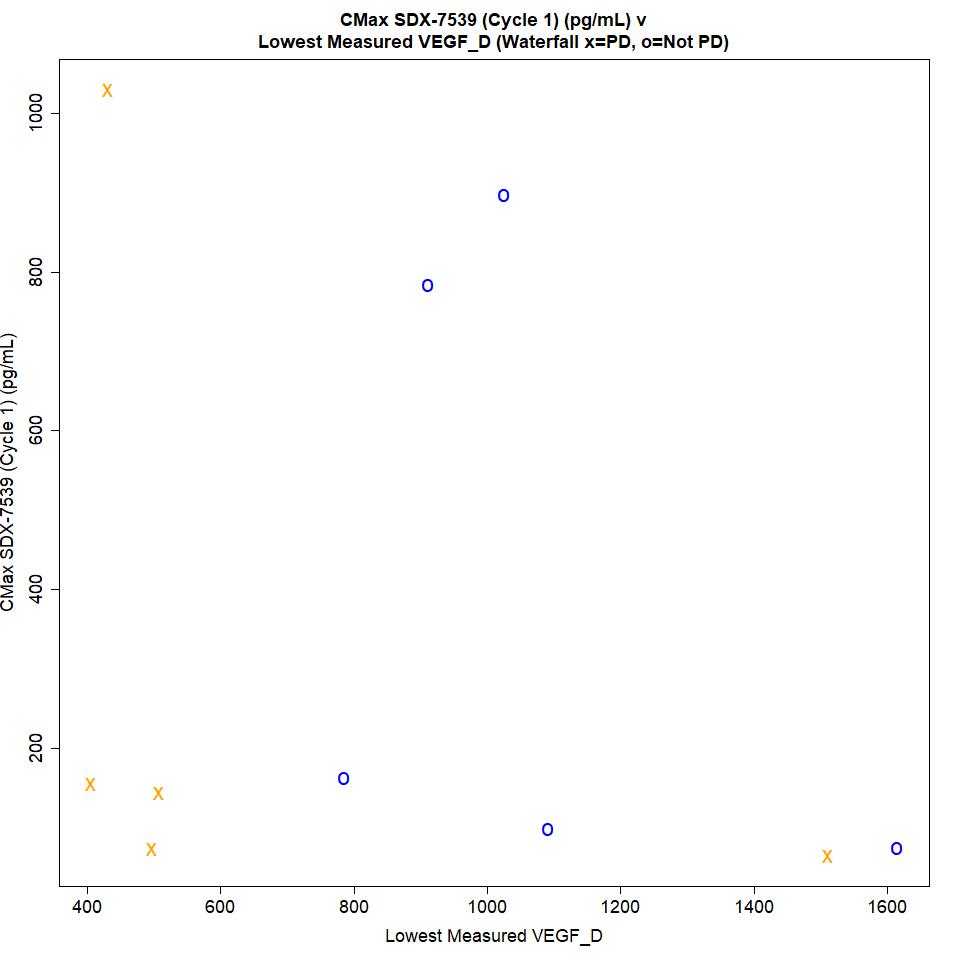 CMax SDX-7539 (Cycle 1) (pg/mL) v
Lowest Measured VEGF_D (Waterfall x=PD, o=Not PD)
CMax SDX-7539 (Cycle 1) (pg/mL)
1000
800
600
400
200
x
o
o
x
x
x
o
o
x
o
400 600 800 1000 1200 1400 1600
Lowest Measured VEGF_D